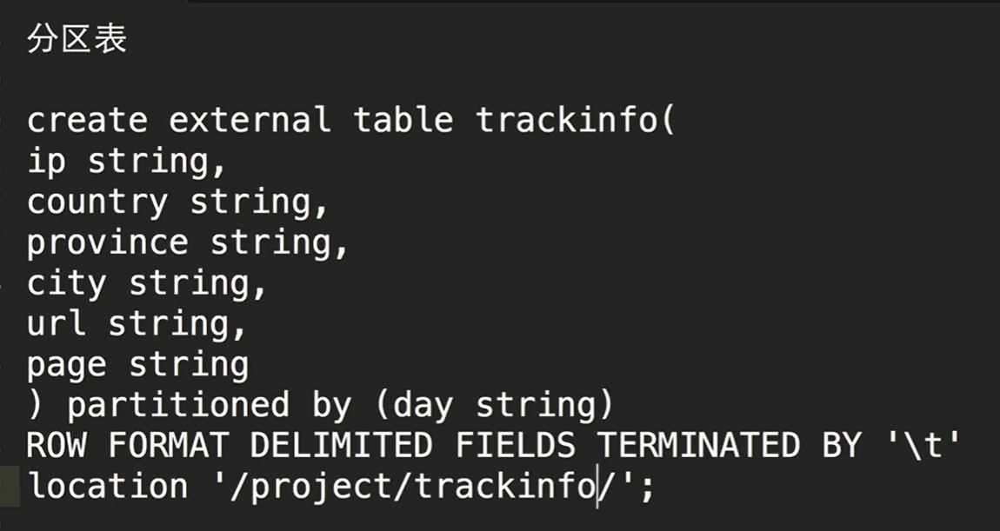 分区表
create external table trackinfo(
ip string,
country string,
province string,
city string,
url string,
page string
) partitioned by (day string)
ROW FORMAT DELIMITED FIELDS TERMINATED BY '\t'
location '/project/trackinfo/';